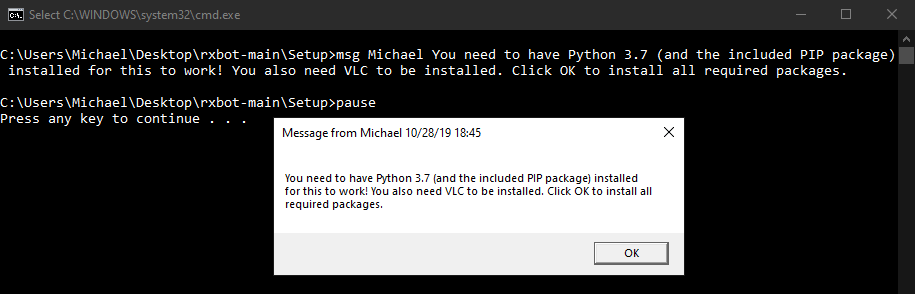 Select C:\WINDOWS\system32\cmd.exe
C:\Users\Michael\Desktop\rxbot-main\Setup>msg Michael You need to have Python 3.7 (and the included PIP package)
installed for this to work! You also need VLC to be installed. Click OK to install all required packages.
C:\Users\Michael\Desktop\rxbot-main\Setup>pause
Press any key to continue . . .
Message from Michael 10/28/19 18:45
You need to have Python 3.7 (and the included PIP package) installed
for this to work! You also need VLC to be installed. Click OK to install all
required packages.
OK